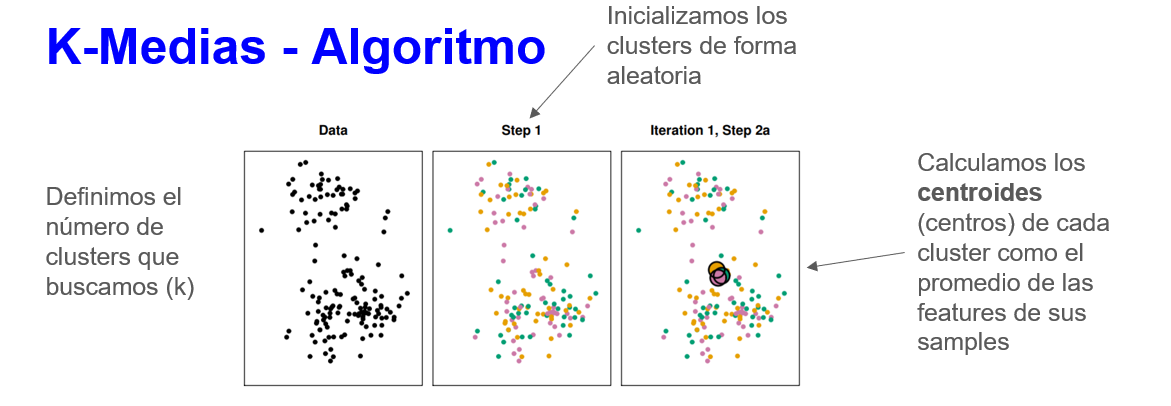 K-Medias - Algoritmo
Inicializamos los
clusters de forma
aleatoria
Definimos el
número de
clusters que
buscamos (k)
Data
Step 1
Iteration 1, Step 2a
Calculamos los
centroides
(centros) de cada
cluster como el
promedio de las
features de sus
samples